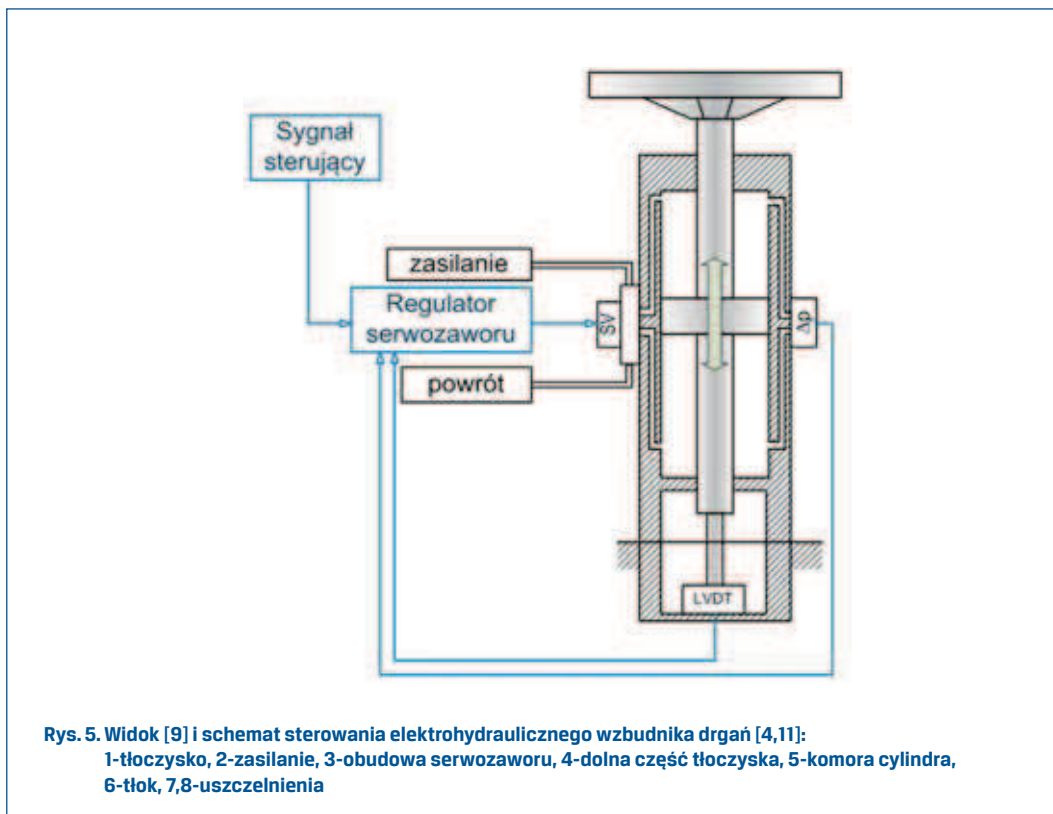 Sygnał
sterujący
zasilanie
Regulator
serwozaworu
SV
Δp
powrót
LVDT
Rys. 5. Widok [9] i schemat sterowania elektrohydraulicznego wzbudnika drgań [4,11]:
1-tłoczysko, 2-zasilanie, 3-obudowa serwozaworu, 4-dolna część tłoczyska, 5-komora cylindra,
6-tłok, 7,8-uszczelnienia